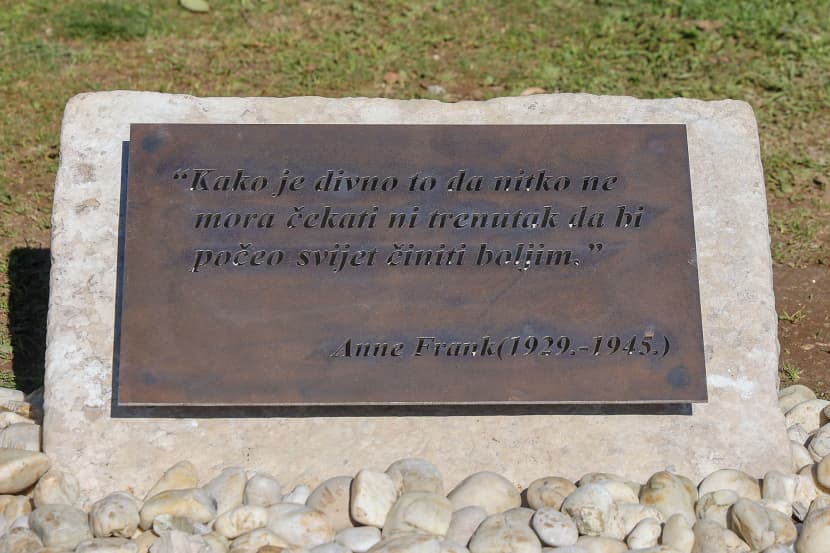 “Kako je divno to da nitko ne
mora čekati ni trenutak da bi
počeo svijet činiti boljim.”
Anne Frank(1929.-1945.)